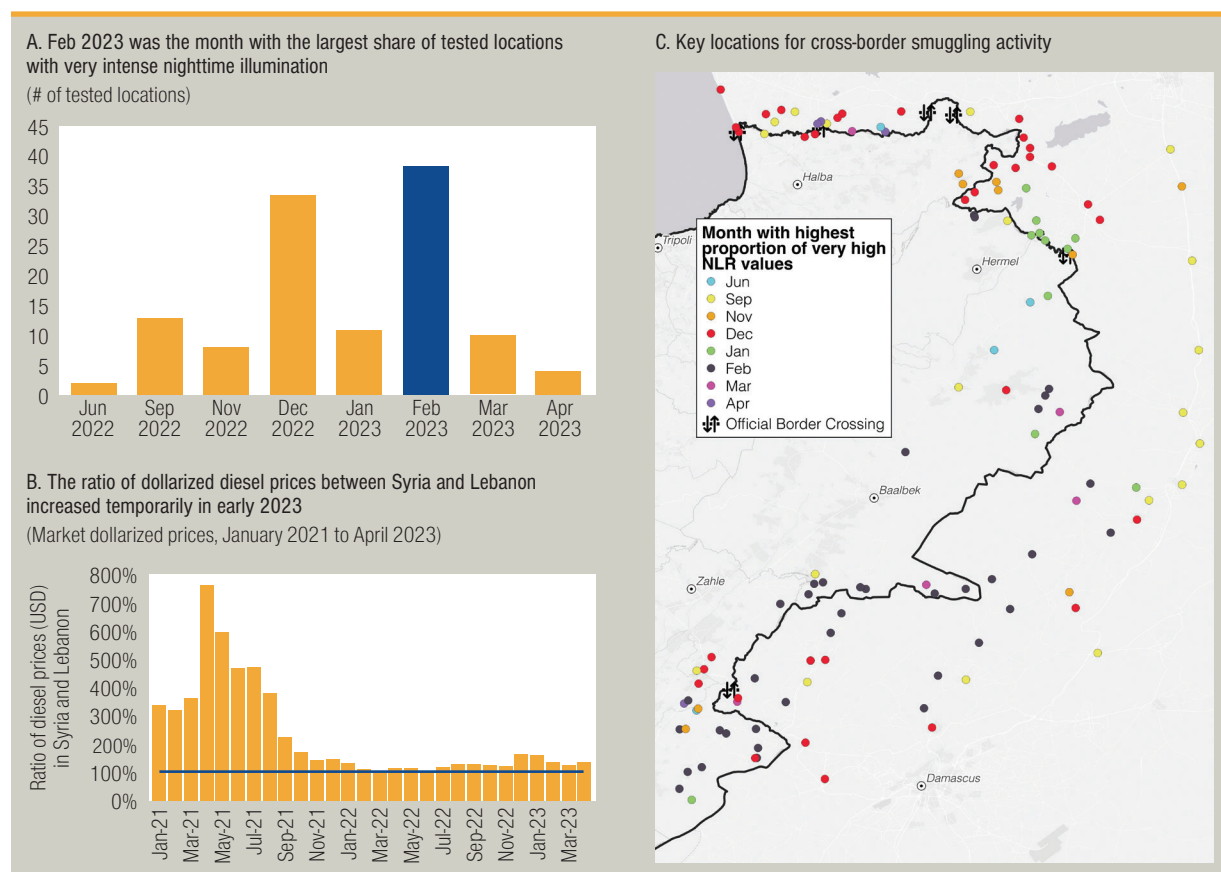 A. Feb 2023 was the month with the largest share of tested locations
with very intense nighttime illumination
(# of tested locations)
45
40
35
30
25
20
15
10
5
0
Jun
2022
Sep
2022
Nov
2022
Dec
2022
Jan
2023
Feb
2023
Mar
2023
Apr
2023
B. The ratio of dollarized diesel prices between Syria and Lebanon
increased temporarily in early 2023
(Market dollarized prices, January 2021 to April 2023)
Ratio of diesel prices (USD)
in Syria and Lebanon
800%
700%
600%
500%
400%
300%
200%
100%
0%
Jan-21
Mar-21
May-21
Jul-21
Sep-21
Nov-21
Jan-22
Mar-22
May-22
Jul-22
Sep-22
Nov-22
Jan-23
Mar-23
C. Key locations for cross-border smuggling activity
Halba
Tripoli
Hermel
Month with highest
proportion of very high
NLR values
Jun
Sep
Nov
Dec
Jan
Feb
Mar
Apr
Official Border Crossing
Baalbek
Zahle
Damascus